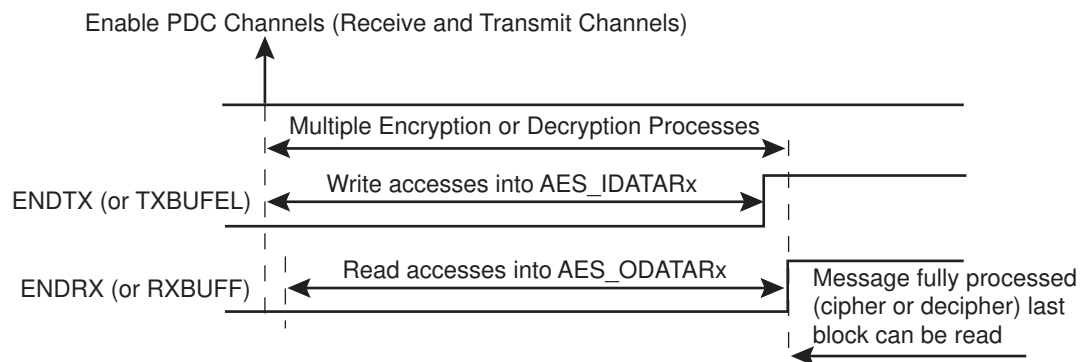 Enable PDC Channels (Receive and Transmit Channels)
Multiple Encryption or Decryption Processes
Write accesses into AES_IDATARx
ENDTX (or TXBUFEL)
Read accesses into AES_ODATARx
ENDRX (or RXBUFF)
Message fully processed
(cipher or decipher) last
block can be read